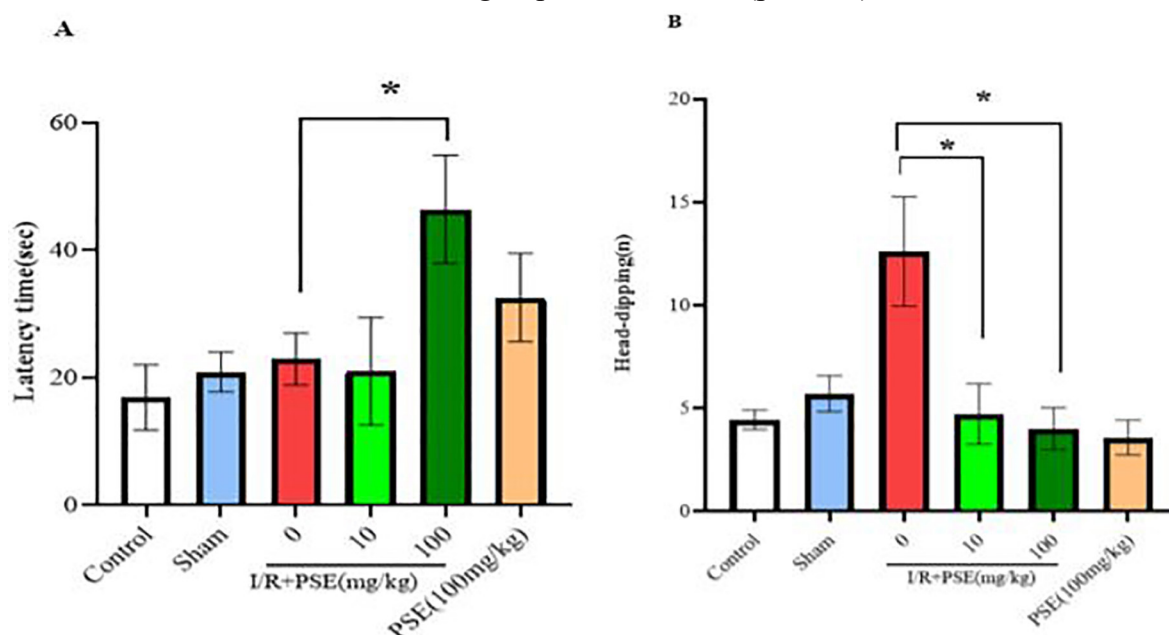 A
*
60
40
20
0
Latency time(sec)
Control
Sham
0
10
100
I/R+PSE(mg/kg)
PSE(100mg/kg)
B
*
*
20
15
10
5
0
Head-dipping(n)
Control
Sham
0
10
100
I/R+PSE(mg/kg)
PSE(100mg/kg)